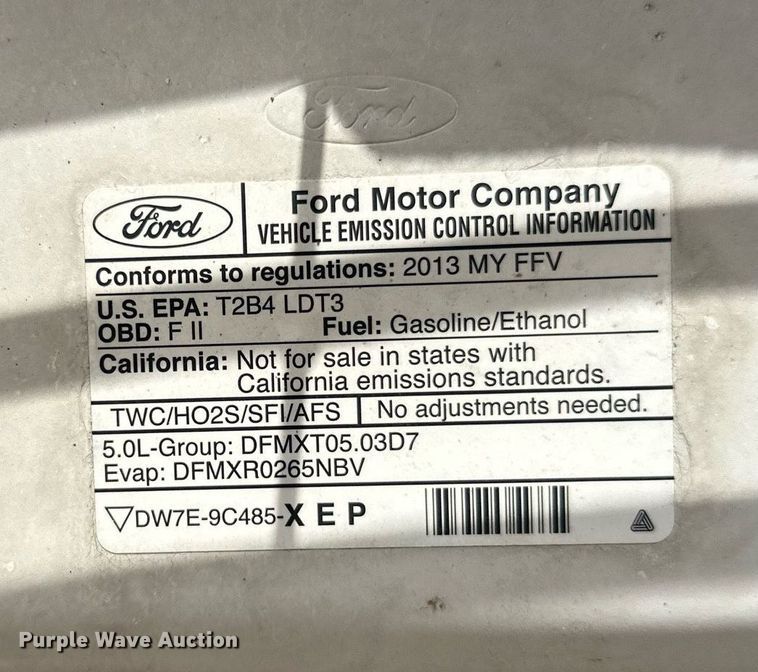 Ford
Ford
Ford Motor Company
VEHICLE EMISSION CONTROL INFORMATION
Conforms to regulations: 2013 MY FFV
U.S. EPA: T2B4 LDT3
OBD: F II Fuel: Gasoline/Ethanol
California: Not for sale in states with
California emissions standards.
TWC/HO2S/SFI/AFS No adjustments needed.
5.0L-Group: DFMXT05.03D7
Evap: DFMXR0265NBV
DW7E-9C485-X E P
Purple Wave Auction